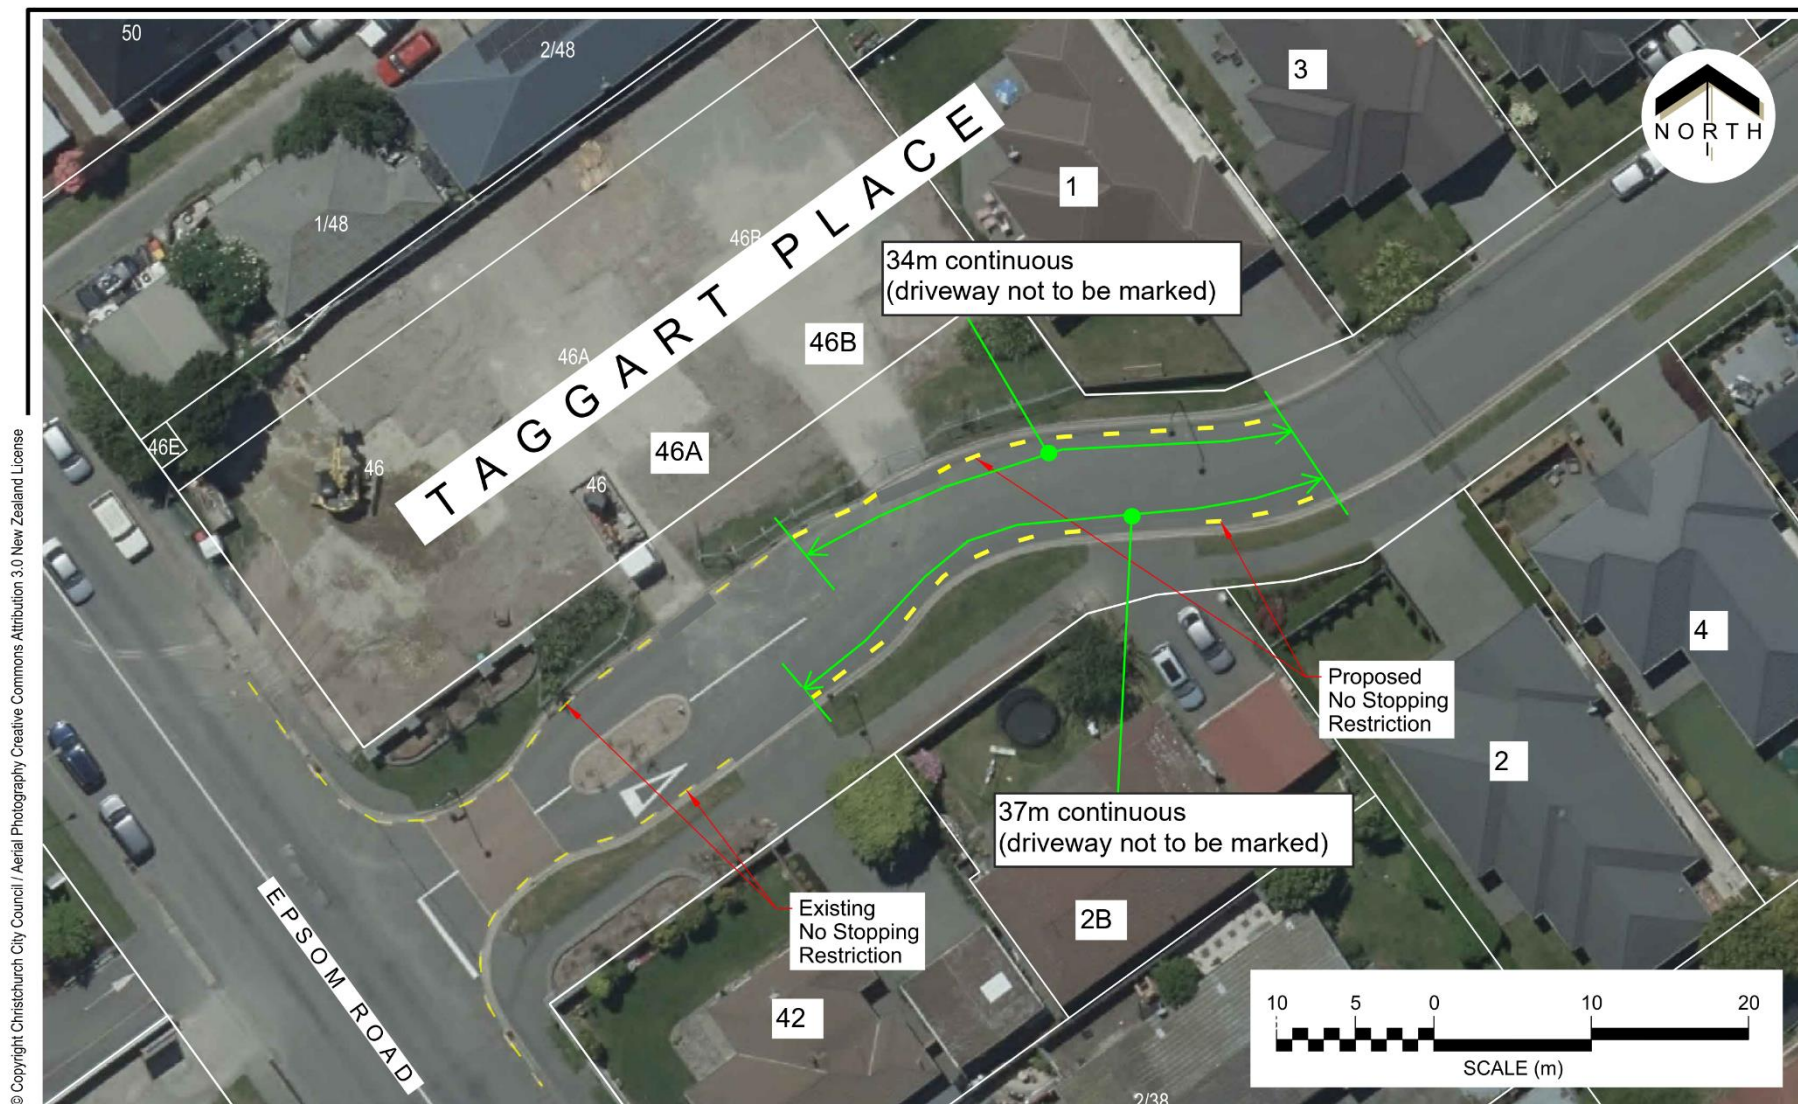 50
2/48
3
NORTH
1/48
1
46B
TAGGART PLACE
34m continuous
(driveway not to be marked)
46B
46A
46A
46E
46
46
4
Proposed
No Stopping
Restriction
2
37m continuous
(driveway not to be marked)
Existing
No Stopping
Restriction
2B
EPSOM ROAD
42
10 5 0 10 20
SCALE (m)
2/38
© Copyright Christchurch City Council / Aerial Photography Creative Commons Attribution 3.0 New Zealand License